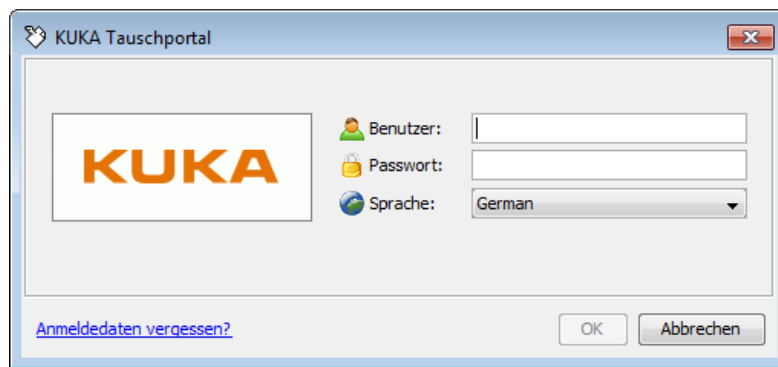 KUKA Tauschportal
KUKA
Benutzer:
Passwort:
Sprache: German
Anmeldedaten vergessen? OK Abbrechen